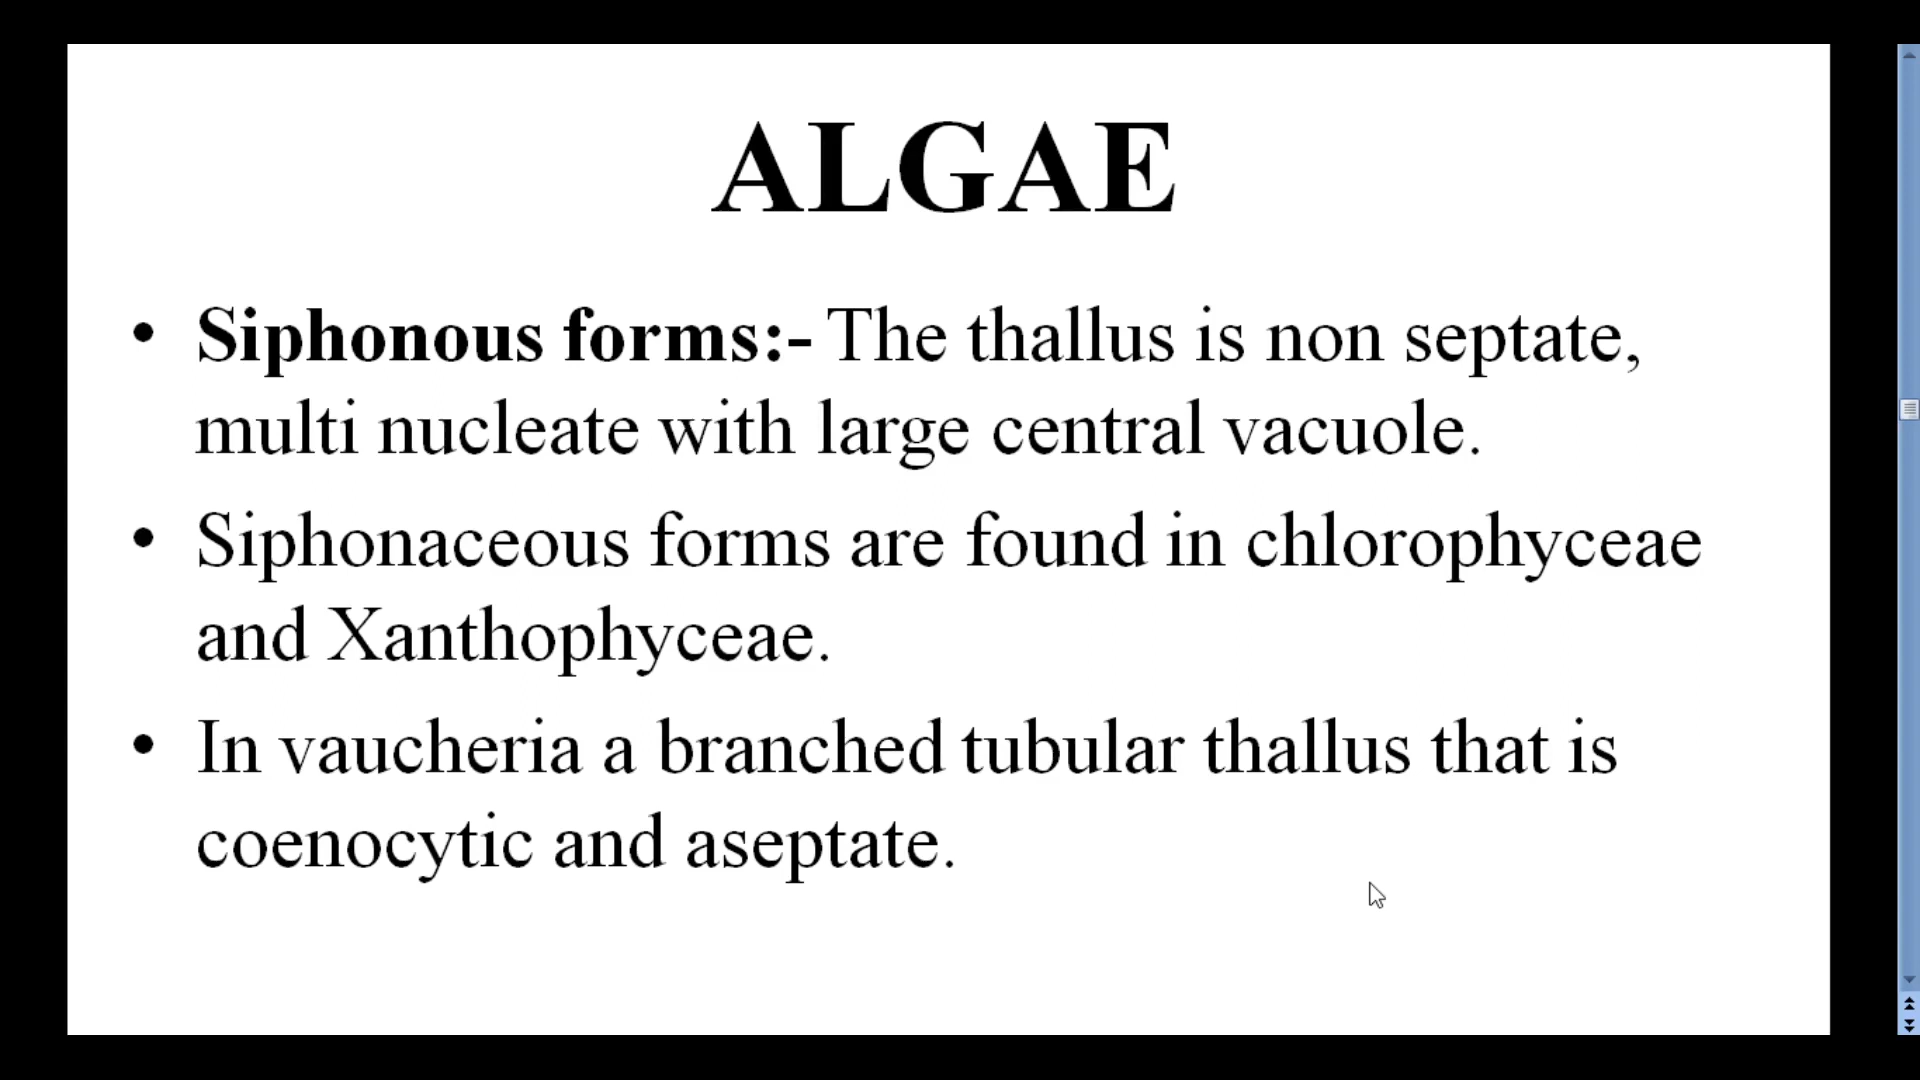 ALGAE
• Siphonous forms:- The thallus is non septate,
multi nucleate with large central vacuole.
• Siphonaceous forms are found in chlorophyceae
and Xanthophyceae.
• In vaucheria a branched tubular thallus that is
coenocytic and aseptate.